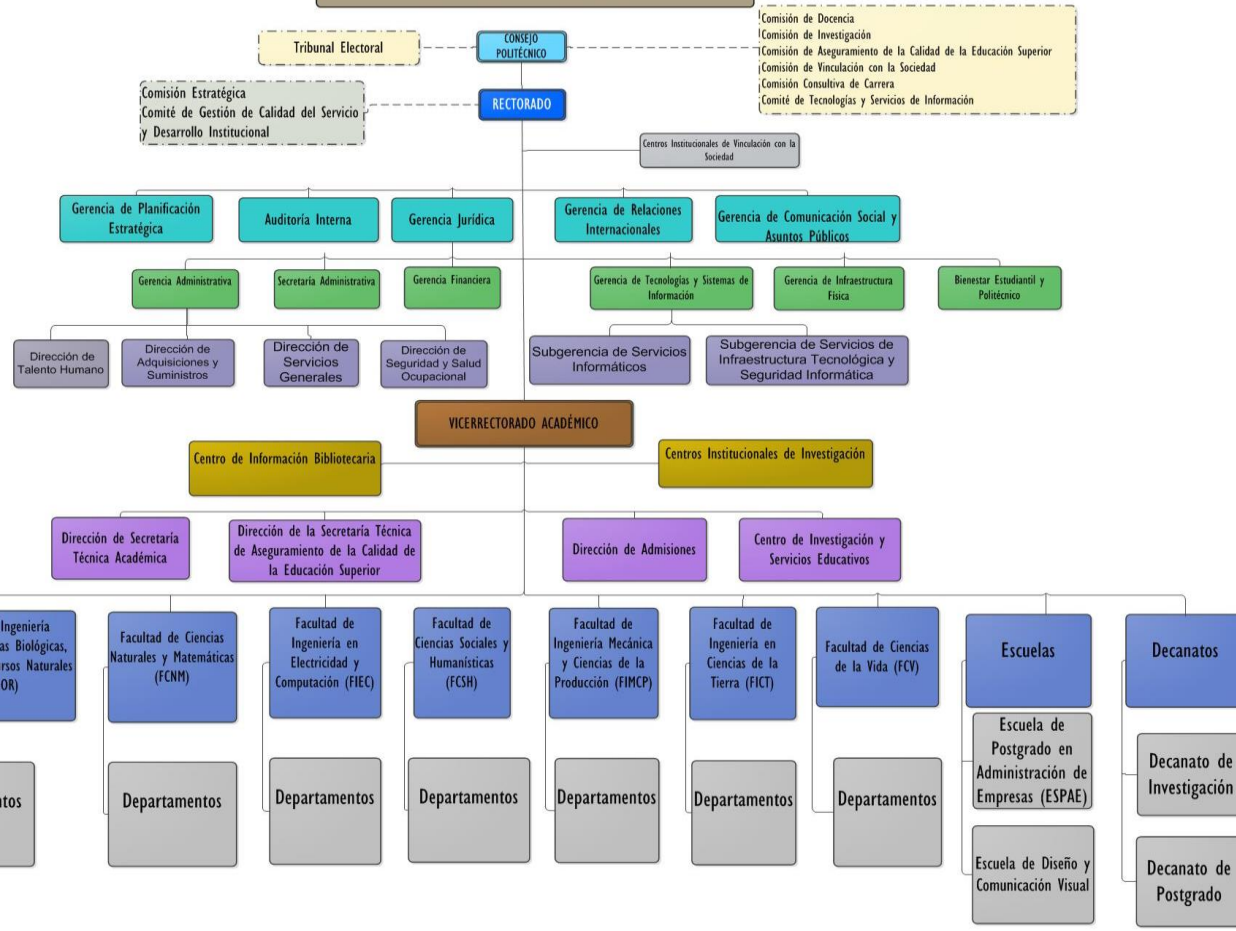 Comisión de Docencia
Comisión de Investigación
Comisión de Aseguramiento de la Calidad de la Educación Superior
Comisión de Vinculación con la Sociedad
Comisión Consultiva de Carrera
Comité de Tecnologías y Servicios de Información
Tribunal Electoral
CONSEJO
POLITÉCNICO
Comisión Estratégica
Comité de Gestión de Calidad del Servicio
y Desarrollo Institucional
RECTORADO
Centros Institucionales de Vinculación con la
Sociedad
Gerencia de Planificación
Estratégica
Auditoría Interna
Gerencia Jurídica
Gerencia de Relaciones
Internacionales
Gerencia de Comunicación Social y
Asuntos Públicos
Gerencia Administrativa
Secretaria Administrativa
Gerencia Financiera
Gerencia de Tecnologías y Sistemas de
Información
Gerencia de Infraestructura
Física
Bienestar Estudiantil y
Politécnico
Dirección de
Talento Humano
Dirección de
Adquisiciones y
Suministros
Dirección de
Servicios
Generales
Dirección de
Seguridad y Salud
Ocupacional
Subgerencia de Servicios
Informáticos
Subgerencia de Servicios de
Infraestructura Tecnológica y
Seguridad Informática
VICERRECTORADO ACADÉMICO
Centro de Información Bibliotecaria
Centros Institucionales de Investigación
Dirección de Secretaría
Técnica Académica
Dirección de la Secretaría Técnica
de Aseguramiento de la Calidad de
la Educación Superior
Dirección de Admisiones
Centro de Investigación y
Servicios Educativos
Ingeniería
as Biológicas,
rsos Naturales
OR)
Facultad de Ciencias
Naturales y Matemáticas
(FCNM)
Facultad de
Ingeniería en
Electricidad y
Computación (FIEC)
Facultad de
Ciencias Sociales y
Humanísticas
(FCSH)
Facultad de
Ingeniería Mecánica
y Ciencias de la
Producción (FIMCP)
Facultad de
Ingeniería en
Ciencias de la
Tierra (FICT)
Facultad de Ciencias
de la Vida (FCV)
Escuelas
Decanatos
ntos
Departamentos
Departamentos
Departamentos
Departamentos
Departamentos
Departamentos
Escuela de
Postgrado en
Administración de
Empresas (ESPAE)
Decanato de
Investigación
Escuela de Diseño y
Comunicación Visual
Decanato de
Postgrado